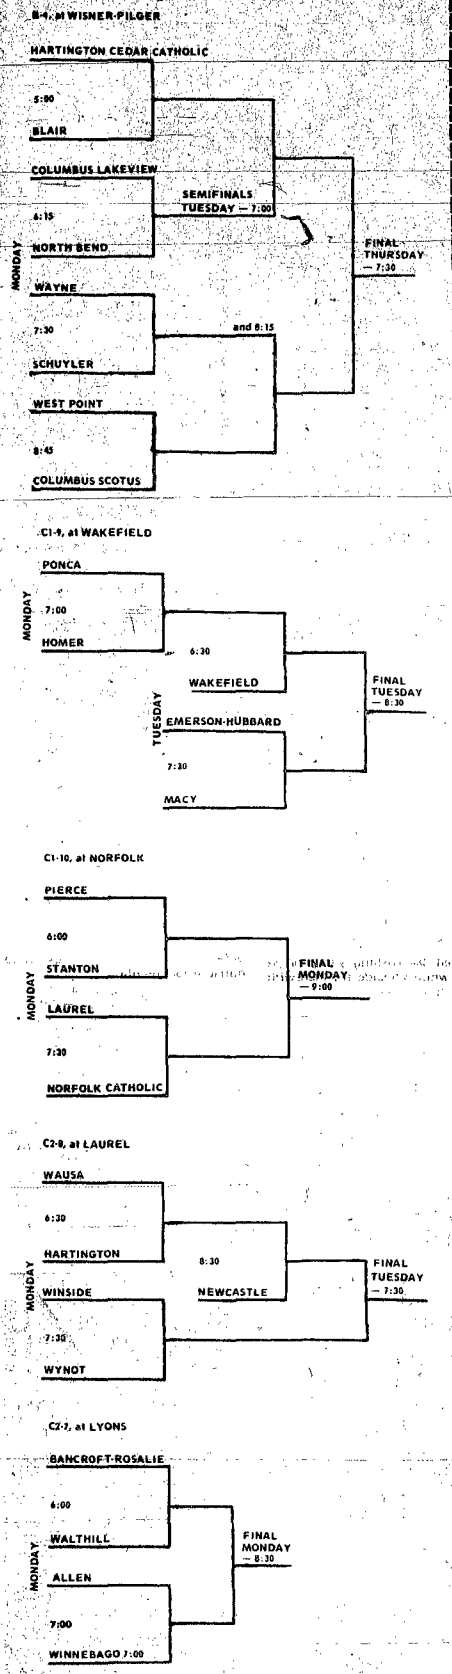 B-4, at WISNER-PILGER
HARTINGTON CEDAR CATHOLIC
5:00
BLAIR
COLUMBUS LAKEVIEW
6:15
NORTH BEND
MONDAY
WAYNE
7:30
SCHUYLER
WEST POINT
8:45
COLUMBUS SCOTUS
SEMIFINALS
TUESDAY — 7:00
and 8:15
FINAL
THURSDAY
— 7:30
C1-9, at WAKEFIELD
PONCA
MONDAY
7:00
HOMER
6:30
WAKEFIELD
TUESDAY
EMERSON-HUBBARD
7:30
MACY
FINAL
TUESDAY
— 8:30
C1-10, at NORFOLK
PIERCE
6:00
STANTON
MONDAY
LAUREL
7:30
NORFOLK CATHOLIC
FINAL
MONDAY
— 9:00
C2-8, at LAUREL
WAUSA
6:30
HARTINGTON
MONDAY
WINSIDE
7:30
WYNOT
8:30
NEWCASTLE
FINAL
TUESDAY
— 7:30
C2-7, at LYONS
BANCROFT-ROSALIE
6:00
WALTHILL
MONDAY
ALLEN
7:00
WINNEBAGO 7:00
FINAL
MONDAY
— 8:30